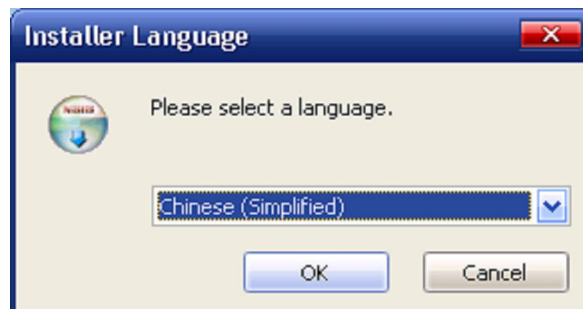 Installer Language
Please select a language.
Chinese (Simplified)
OK
Cancel